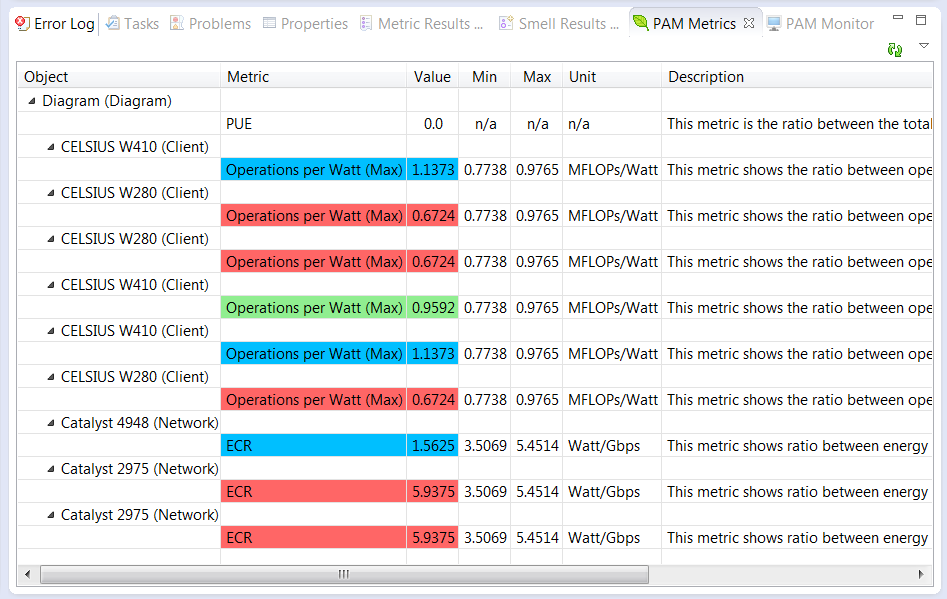 Error Log Tasks Problems Properties Metric Results ... Smell Results ... PAM Metrics PAM Monitor
Object Metric Value Min Max Unit Description
Diagram (Diagram)
PUE 0.0 n/a n/a n/a This metric is the ratio between the total
CELSIUS W410 (Client)
Operations per Watt (Max) 1.1373 0.7738 0.9765 MFLOPs/Watt This metric shows the ratio between ope
CELSIUS W280 (Client)
Operations per Watt (Max) 0.6724 0.7738 0.9765 MFLOPs/Watt This metric shows the ratio between ope
CELSIUS W280 (Client)
Operations per Watt (Max) 0.6724 0.7738 0.9765 MFLOPs/Watt This metric shows the ratio between ope
CELSIUS W410 (Client)
Operations per Watt (Max) 0.9592 0.7738 0.9765 MFLOPs/Watt This metric shows the ratio between ope
CELSIUS W410 (Client)
Operations per Watt (Max) 1.1373 0.7738 0.9765 MFLOPs/Watt This metric shows the ratio between ope
CELSIUS W280 (Client)
Operations per Watt (Max) 0.6724 0.7738 0.9765 MFLOPs/Watt This metric shows the ratio between ope
Catalyst 4948 (Network)
ECR 1.5625 3.5069 5.4514 Watt/Gbps This metric shows ratio between energy
Catalyst 2975 (Network)
ECR 5.9375 3.5069 5.4514 Watt/Gbps This metric shows ratio between energy
Catalyst 2975 (Network)
ECR 5.9375 3.5069 5.4514 Watt/Gbps This metric shows ratio between energy